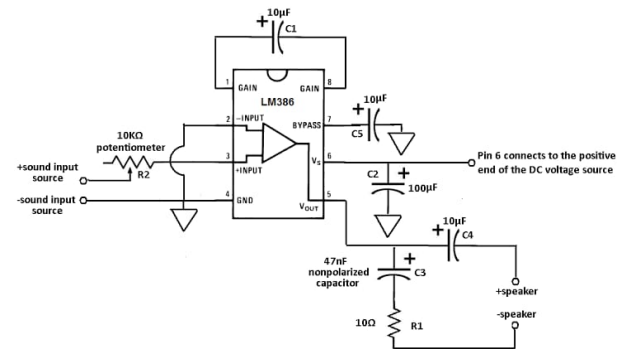 10µF
+
C1
1
8
GAIN
GAIN
LM386
2
-INPUT
10µF
+
7
BYPASS
C5
10KΩ
potentiometer
3
+INPUT
Vs
6
Pin 6 connects to the positive
end of the DC voltage source
+sound input
source
R2
C2
+
100µF
-sound input
source
4
GND
VOUT
5
10µF
+
C4
47nF
nonpolarized
capacitor
+
C3
+speaker
-speaker
10Ω
R1